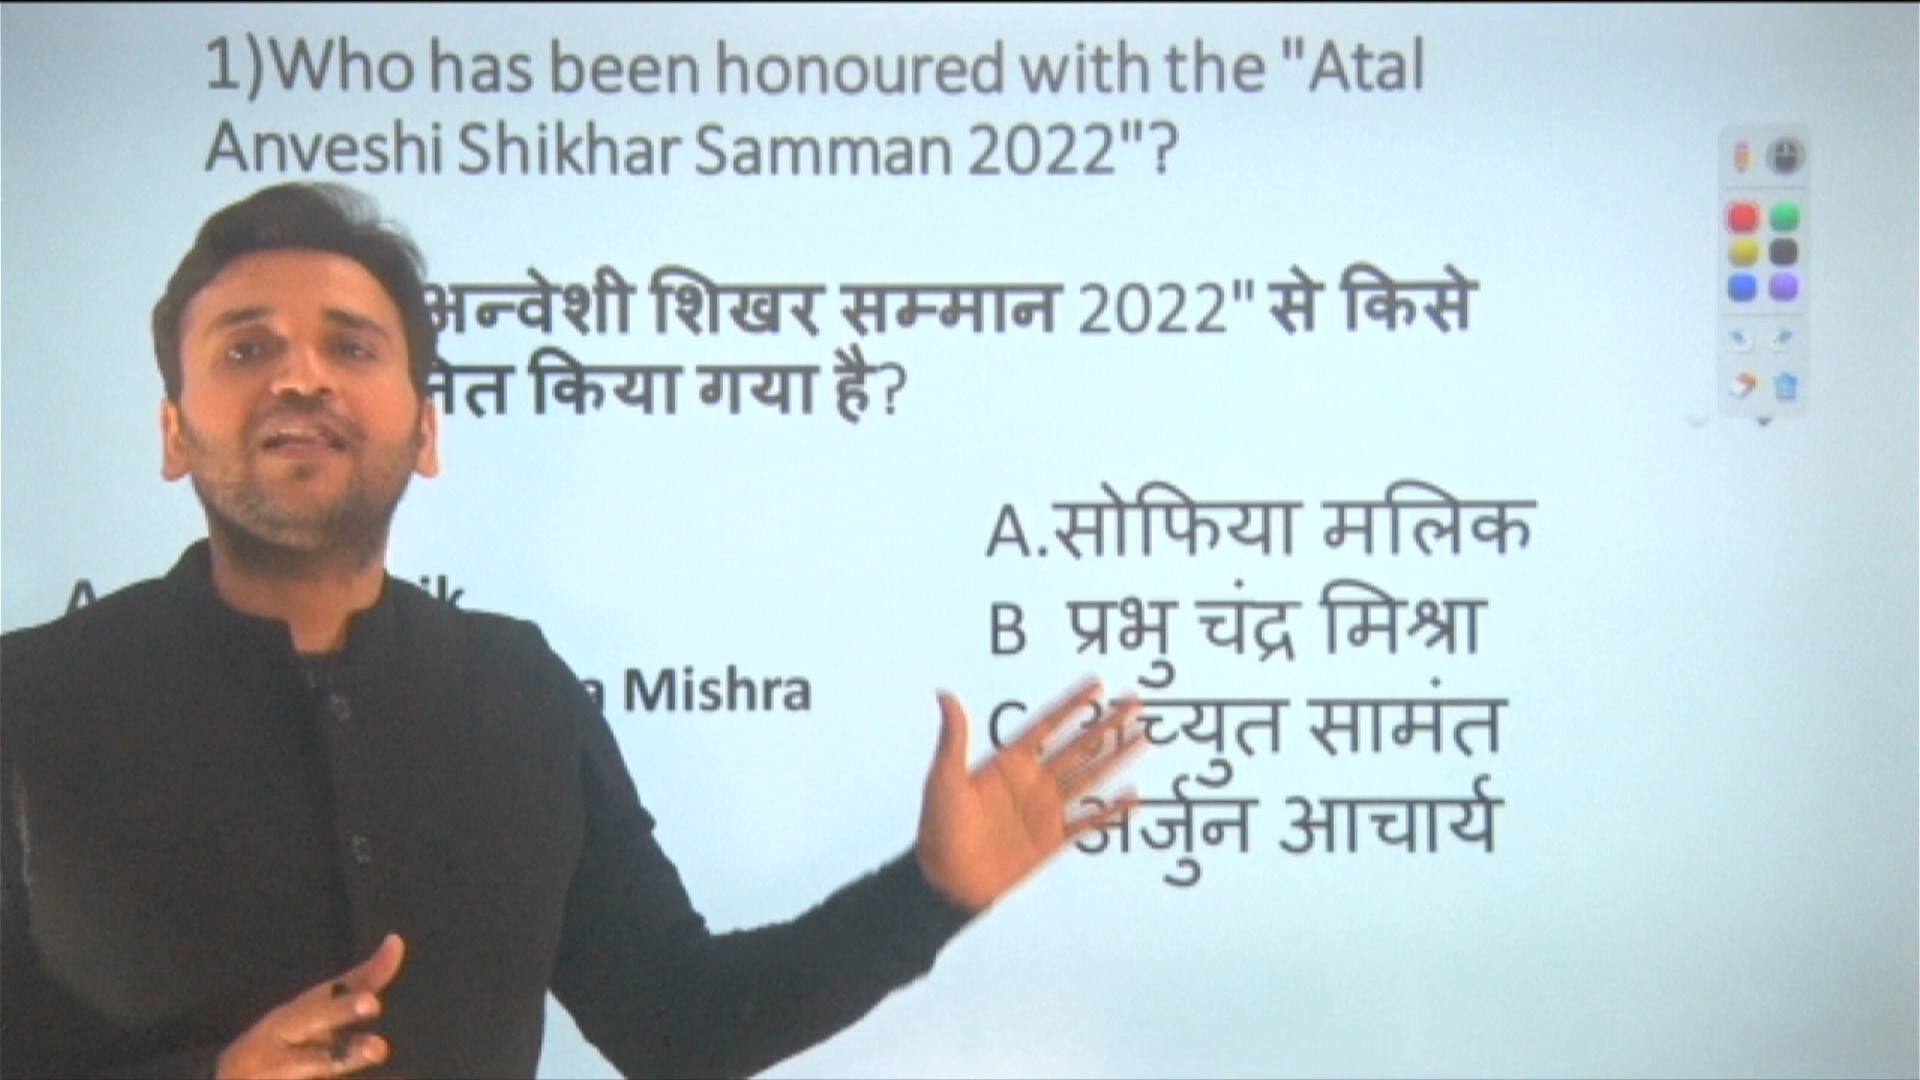 1)Who has been honoured with the "Atal
Anveshi Shikhar Samman 2022"?
अन्वेशी शिखर सम्मान 2022" से किसे
किया गया है?
A.सोफिया मलिक
B प्रभु चंद्र मिश्रा
Mishra
C. अच्युत सामंत
अर्जुन आचार्य